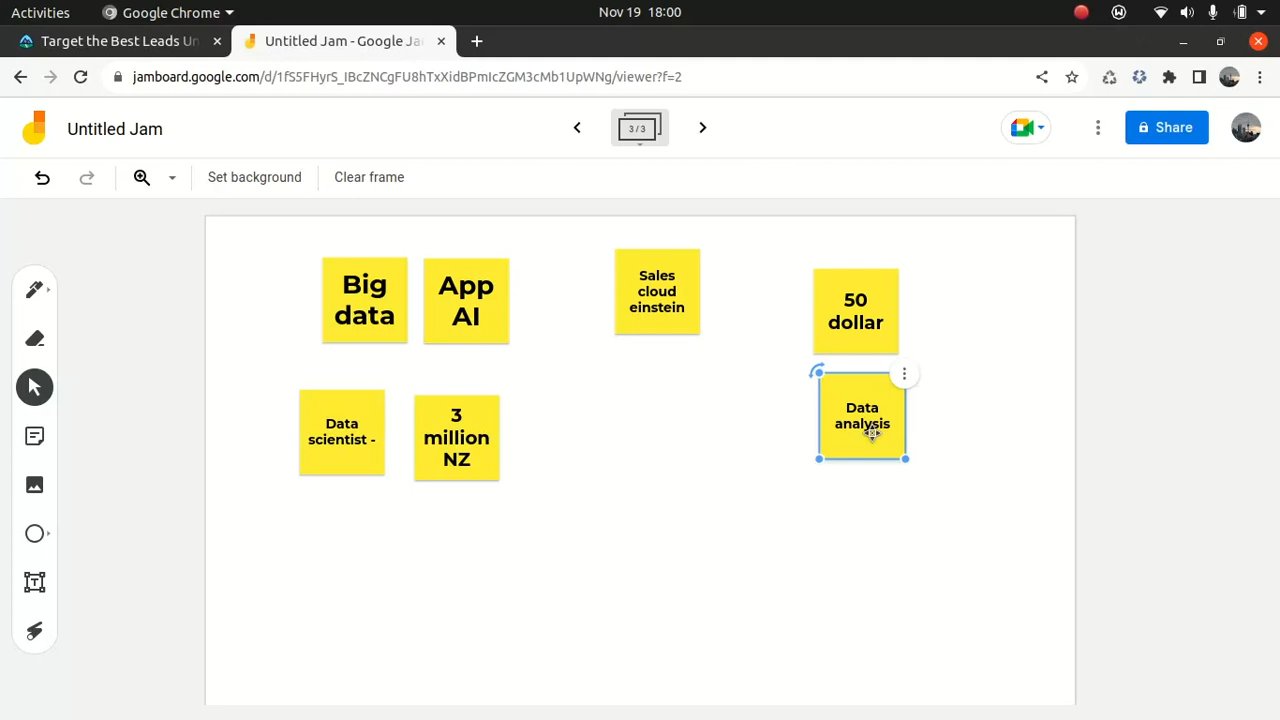 Activities
Google Chrome
Nov 19 18:00
Target the Best Leads Un
Untitled Jam - Google Ja
jamboard.google.com/d/1fS5FHyrS_IBcZNCgFU8hTxXidBPmIcZGM3cMb1UpWNg/viewer?f=2
Untitled Jam
3 / 3
Share
Set background
Clear frame
Big
data
App
AI
Sales
cloud
einstein
50
dollar
Data
scientist -
3
million
NZ
Data
analysis